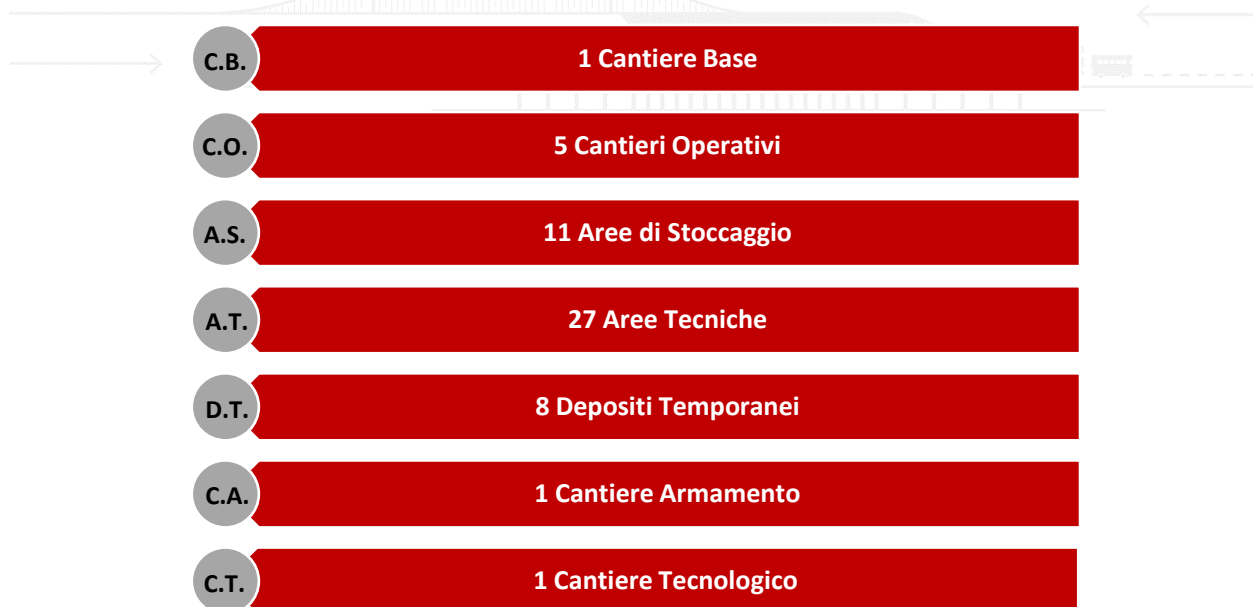 C.B.
1 Cantiere Base
C.O.
5 Cantieri Operativi
A.S.
11 Aree di Stoccaggio
A.T.
27 Aree Tecniche
D.T.
8 Depositi Temporanei
C.A.
1 Cantiere Armamento
C.T.
1 Cantiere Tecnologico